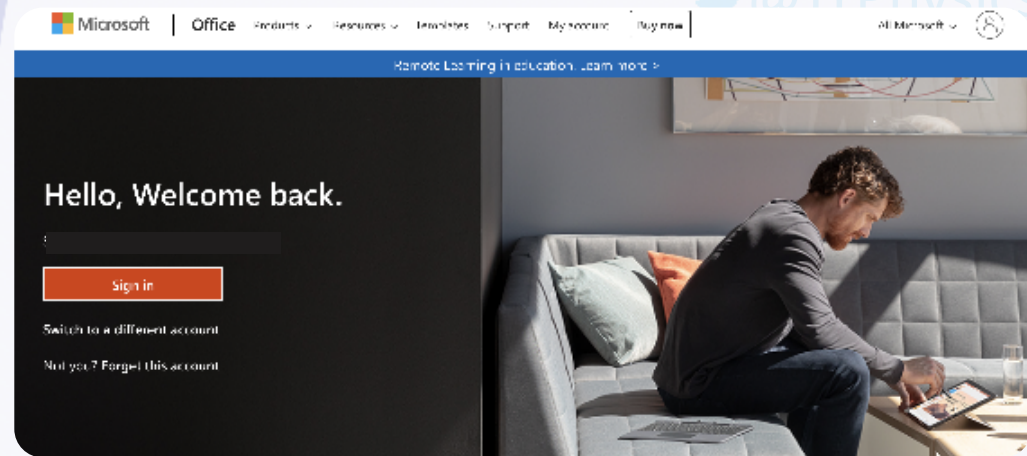 Microsoft | Office Products Resources Templates Support My account Buy now All Microsoft
Remote Learning in education. Learn more >
Hello, Welcome back.
Sign in
Switch to a different account
Not you? Forget this account